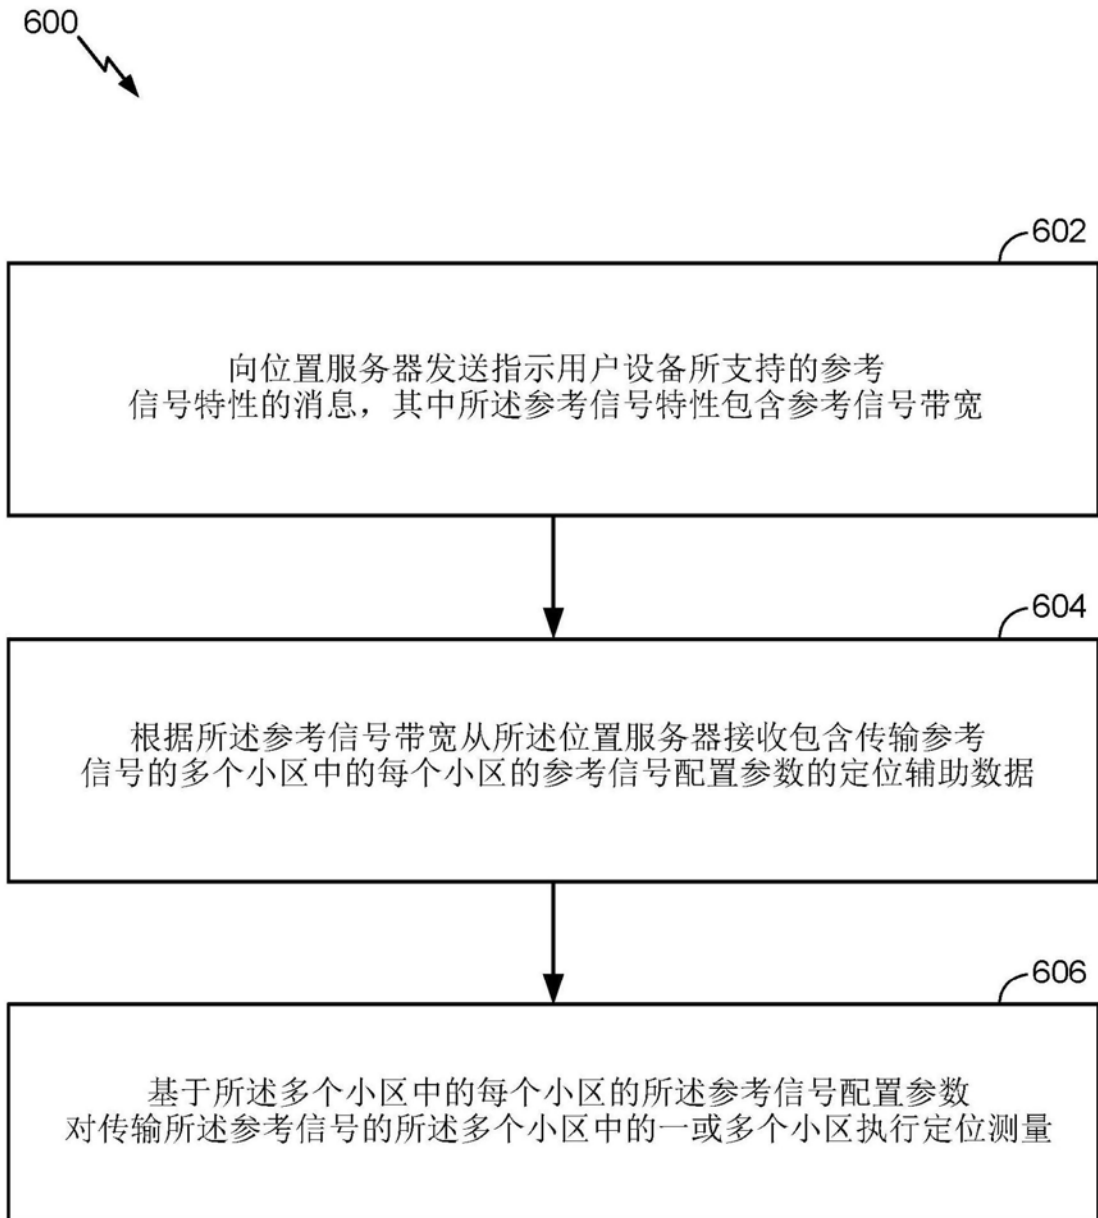 600
602
向位置服务器发送指示用户设备所支持的参考
信号特性的消息，其中所述参考信号特性包含参考信号带宽
604
根据所述参考信号带宽从所述位置服务器接收包含传输参考
信号的多个小区中的每个小区的参考信号配置参数的定位辅助数据
606
基于所述多个小区中的每个小区的所述参考信号配置参数
对传输所述参考信号的所述多个小区中的一或多个小区执行定位测量